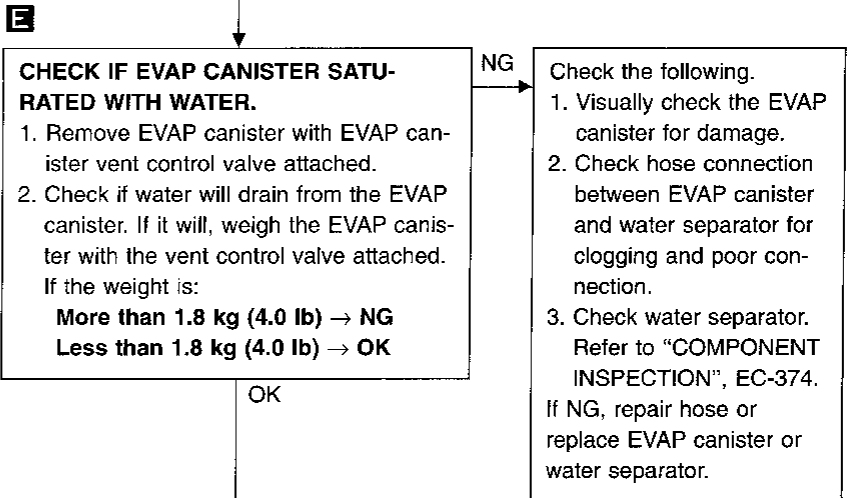 E
CHECK IF EVAP CANISTER SATU-
RATED WITH WATER.
1. Remove EVAP canister with EVAP can-
ister vent control valve attached.
2. Check if water will drain from the EVAP
canister. If it will, weigh the EVAP canis-
ter with the vent control valve attached.
If the weight is:
More than 1.8 kg (4.0 lb) → NG
Less than 1.8 kg (4.0 lb) → OK
OK
NG
Check the following.
1. Visually check the EVAP
canister for damage.
2. Check hose connection
between EVAP canister
and water separator for
clogging and poor con-
nection.
3. Check water separator.
Refer to “COMPONENT
INSPECTION”, EC-374.
If NG, repair hose or
replace EVAP canister or
water separator.